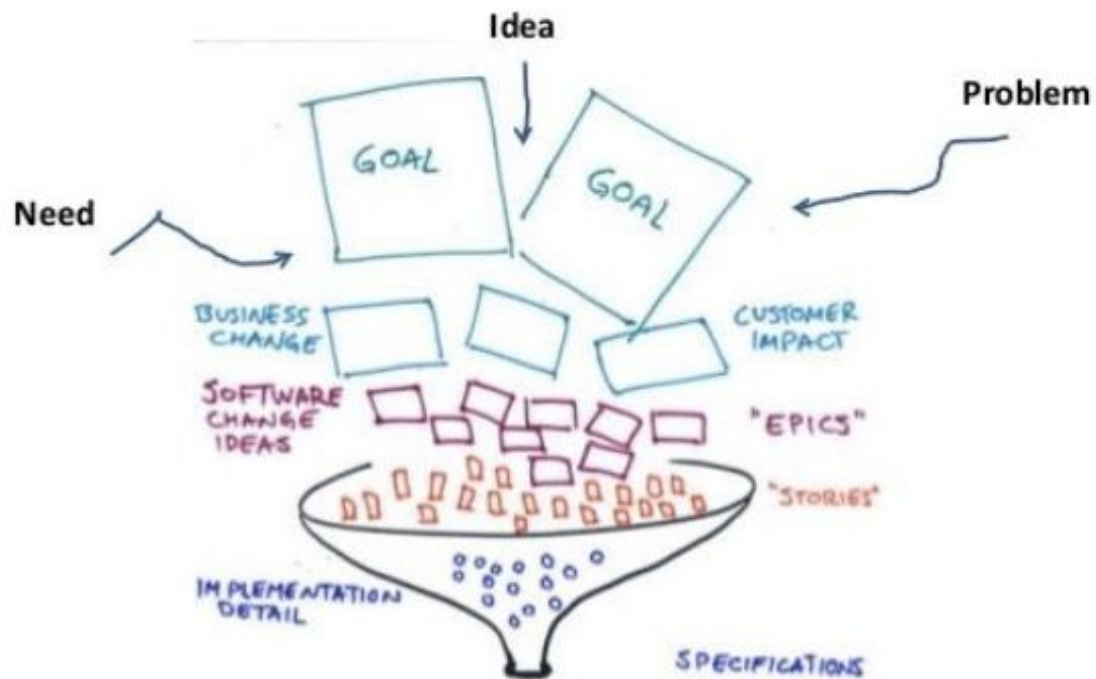 Idea
Problem
Need
GOAL
GOAL
BUSINESS
CHANGE
CUSTOMER
IMPACT
SOFTWARE
CHANGE
IDEAS
"EPICS"
"STORIES"
IMPLEMENTATION
DETAIL
SPECIFICATIONS